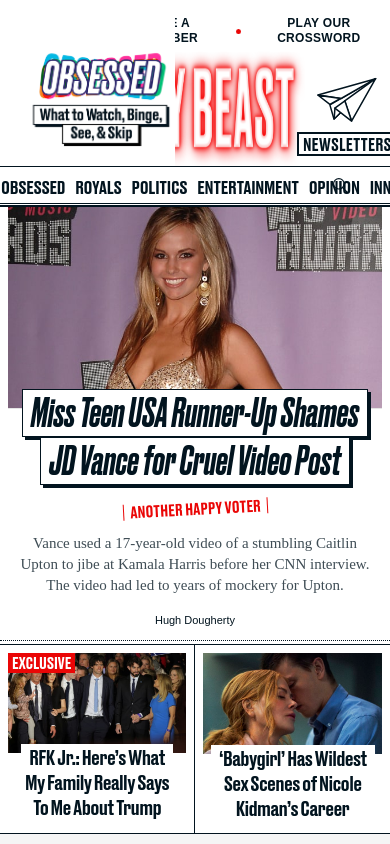 E A
BER
PLAY OUR
CROSSWORD
OBSESSED
What to Watch, Binge,
See, & Skip
Y BEAST
NEWSLETTERS
OBSESSED ROYALS POLITICS ENTERTAINMENT OPINION INN
MUSIC
RDS
VIDEO
AWAR
Miss Teen USA Runner-Up Shames
JD Vance for Cruel Video Post
ANOTHER HAPPY VOTER
Vance used a 17-year-old video of a stumbling Caitlin
Upton to jibe at Kamala Harris before her CNN interview.
The video had led to years of mockery for Upton.
Hugh Dougherty
EXCLUSIVE
RFK Jr.: Here’s What
My Family Really Says
To Me About Trump
‘Babygirl’ Has Wildest
Sex Scenes of Nicole
Kidman’s Career